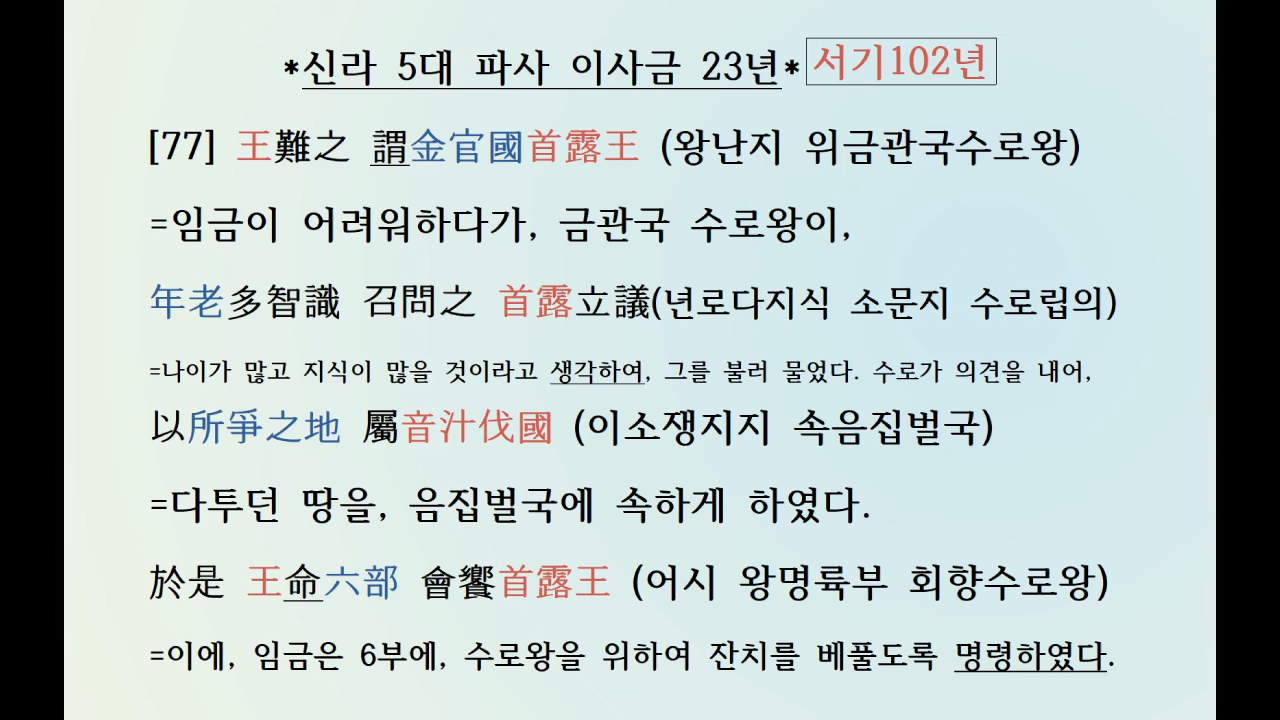 *신라 5대 파사 이사금 23년* 서기102년
[77] 王難之 謂金官國首露王 (왕난지 위금관국수로왕)
=임금이 어려워하다가, 금관국 수로왕이,
年老多智識 召問之 首露立議(년로다지식 소문지 수로립의)
=나이가 많고 지식이 많을 것이라고 생각하여, 그를 불러 물었다. 수로가 의견을 내어,
以所爭之地 屬音汁伐國 (이소쟁지지 속음집벌국)
=다투던 땅을, 음집벌국에 속하게 하였다.
於是 王命六部 會饗首露王 (어시 왕명륙부 회향수로왕)
=이에, 임금은 6부에, 수로왕을 위하여 잔치를 베풀도록 명령하였다.